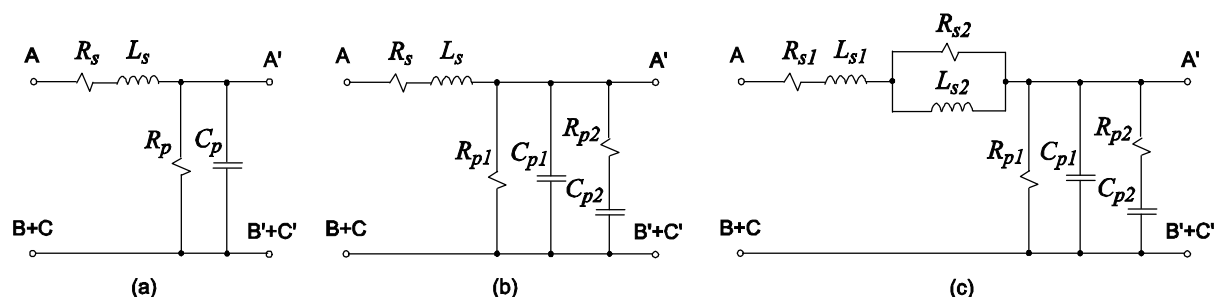 A
R_s
L_s
A'
R_p
C_p
B+C
B'+C'
(a)
A
R_s
L_s
A'
R_p1
C_p1
R_p2
C_p2
B+C
B'+C'
(b)
A
R_s1
L_s1
R_s2
L_s2
A'
R_p1
C_p1
R_p2
C_p2
B+C
B'+C'
(c)